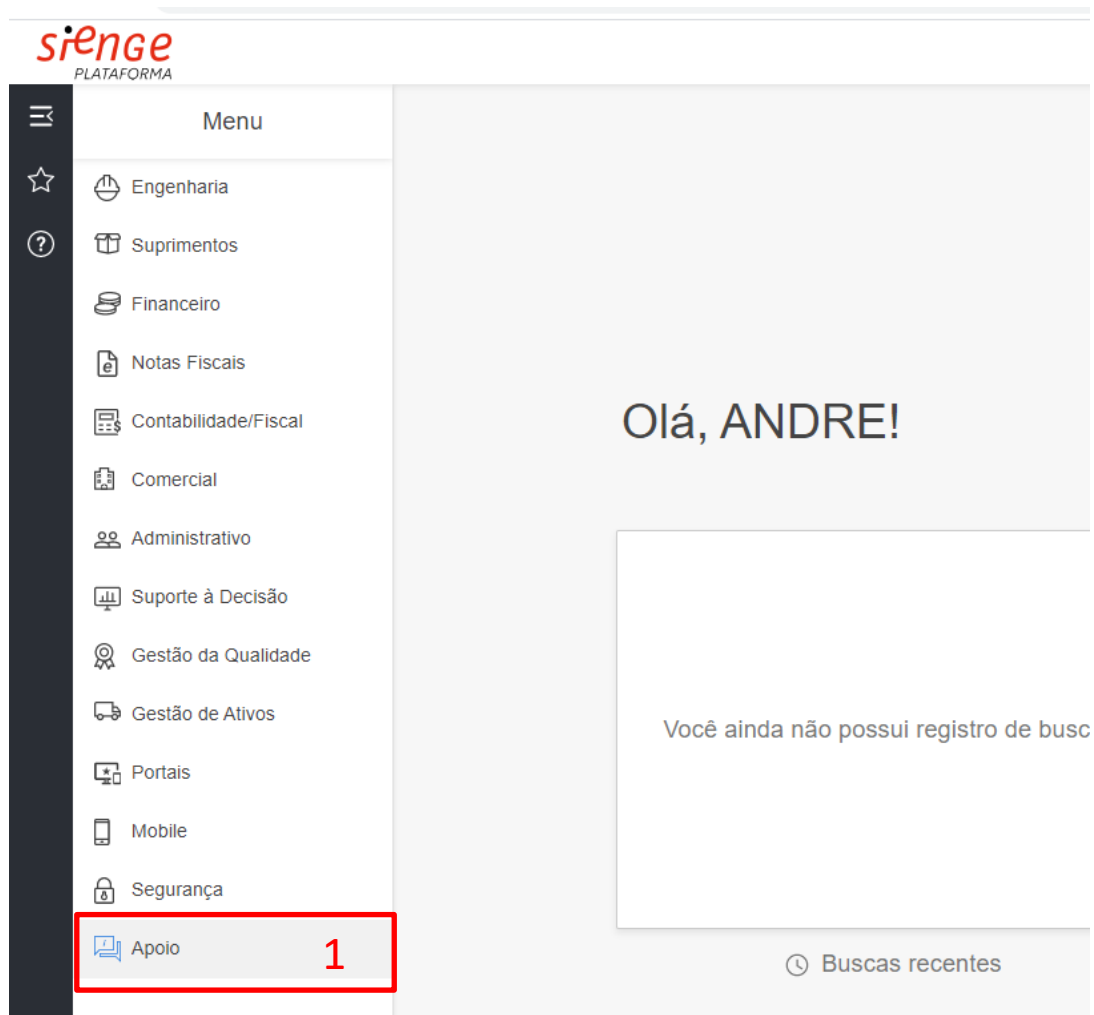 sienge
PLATAFORMA
Menu
Engenharia
Suprimentos
Financeiro
Notas Fiscais
Contabilidade/Fiscal
Comercial
Administrativo
Suporte à Decisão
Gestão da Qualidade
Gestão de Ativos
Portais
Mobile
Segurança
Apoio 1
Olá, ANDRE!
Você ainda não possui registro de busc
Buscas recentes